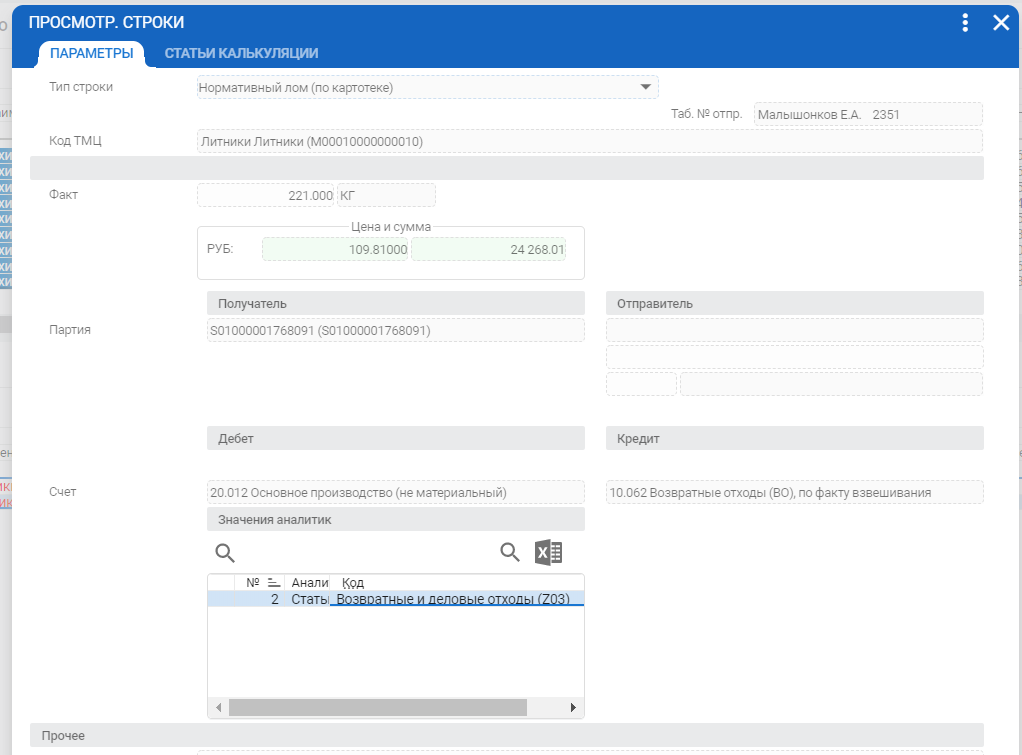 ПРОСМОТР. СТРОКИ
ПАРАМЕТРЫ СТАТЬИ КАЛЬКУЛЯЦИИ
Тип строки Нормативный лом (по картотеке)
Таб. № отпр. Малышонков Е.А. 2351
Код ТМЦ Литники Литники (М00010000000010)
Факт 221.000 КГ
Цена и сумма
РУБ: 109.81000 24 268.01
Получатель Отправитель
Партия S01000001768091 (S01000001768091)
Дебет Кредит
Счет 20.012 Основное производство (не материальный) 10.062 Возвратные отходы (ВО), по факту взвешивания
Значения аналитик
№ Анали Код
2 Статы Возвратные и деловые отходы (Z03)
Прочее